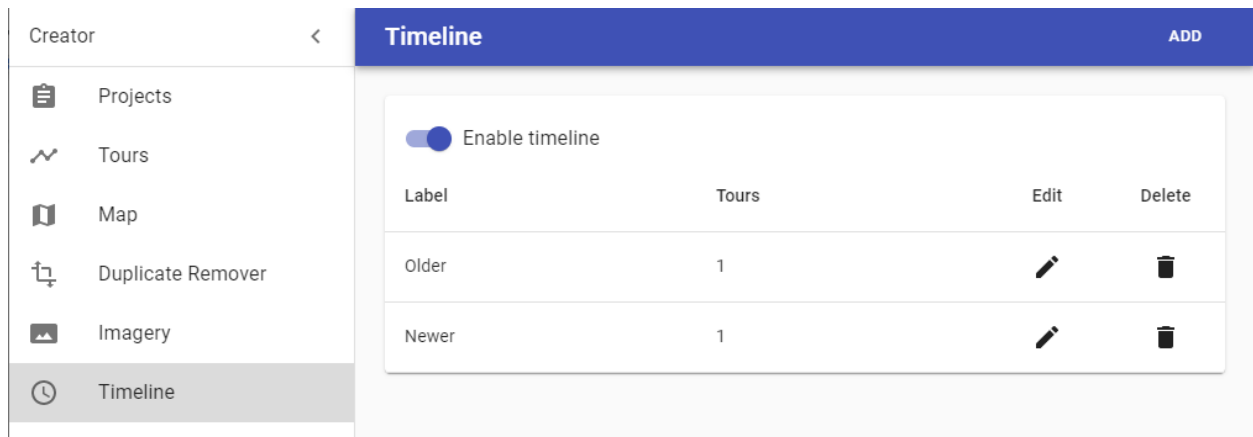 Creator
Timeline
ADD
Projects
Tours
Map
Duplicate Remover
Imagery
Timeline
Enable timeline
Label Tours Edit Delete
Older 1
Newer 1